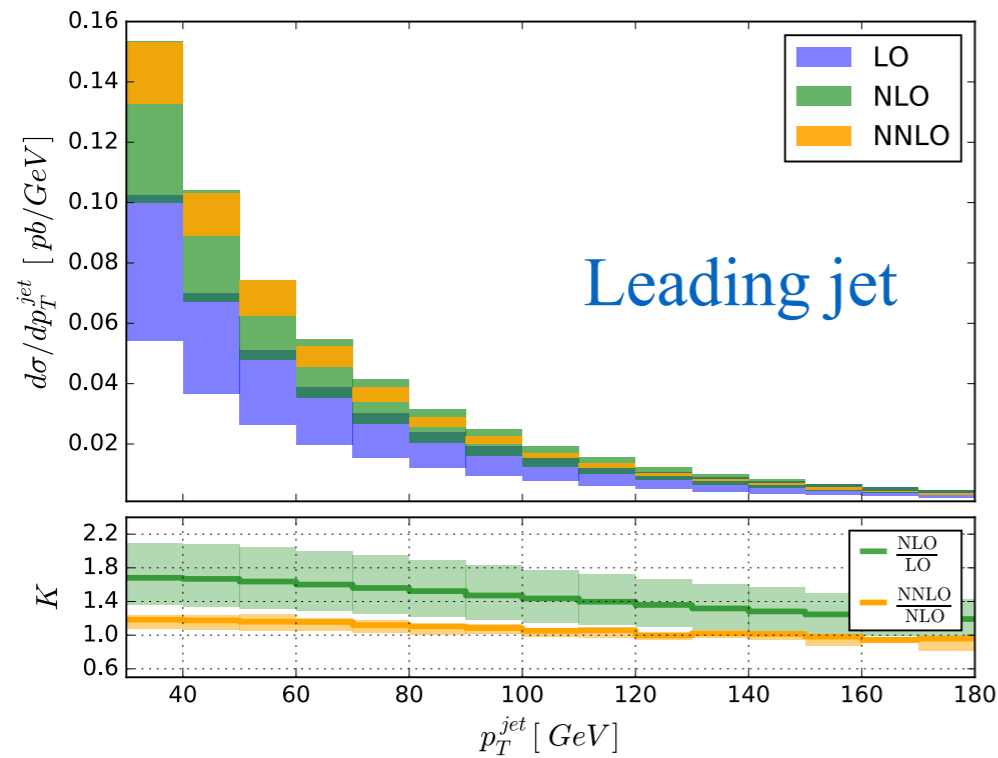 0.16
0.14
0.12
0.10
0.08
0.06
0.04
0.02
dσ/dp_T^{jet} [ pb/GeV]
LO
NLO
NNLO
Leading jet
2.2
1.8
1.4
1.0
0.6
K
NLO/LO
NNLO/NLO
40 60 80 100 120 140 160 180
p_T^{jet} [ GeV]